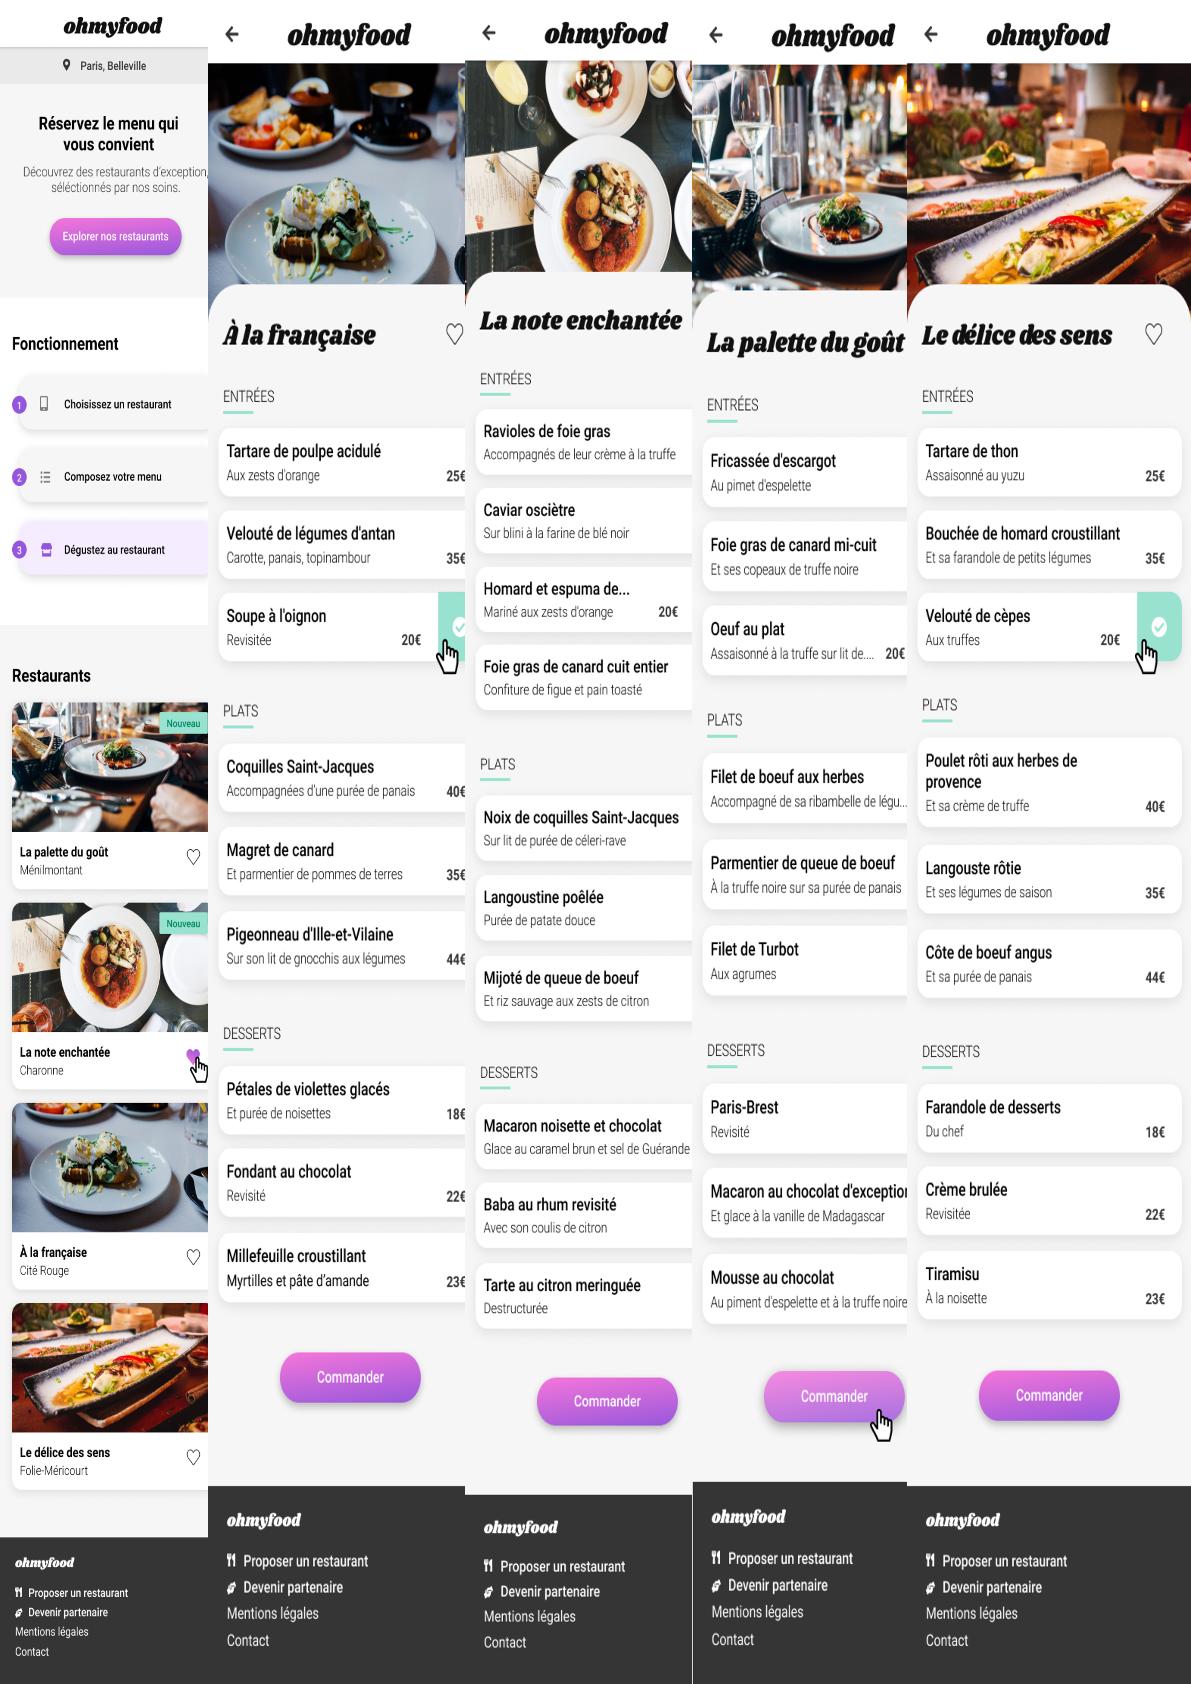 ohmyfood
Paris, Belleville
Réservez le menu qui
vous convient
Découvrez des restaurants d'exception,
séléctionnés par nos soins.
Explorer nos restaurants
Fonctionnement
1 Choisissez un restaurant
2 Composez votre menu
3 Dégustez au restaurant
Restaurants
Nouveau
La palette du goût
Ménilmontant
Nouveau
La note enchantée
Charonne
À la française
Cité Rouge
Le délice des sens
Folie-Méricourt
ohmyfood
Proposer un restaurant
Devenir partenaire
Mentions légales
Contact
ohmyfood
À la française
ENTRÉES
Tartare de poulpe acidulé
Aux zests d'orange 25€
Velouté de légumes d'antan
Carotte, panais, topinambour 35€
Soupe à l'oignon
Revisitée 20€
PLATS
Coquilles Saint-Jacques
Accompagnées d'une purée de panais 40€
Magret de canard
Et parmentier de pommes de terres 35€
Pigeonneau d'Ille-et-Vilaine
Sur son lit de gnocchis aux légumes 44€
DESSERTS
Pétales de violettes glacés
Et purée de noisettes 18€
Fondant au chocolat
Revisité 22€
Millefeuille croustillant
Myrtilles et pâte d'amande 23€
Commander
ohmyfood
Proposer un restaurant
Devenir partenaire
Mentions légales
Contact
ohmyfood
La note enchantée
ENTRÉES
Ravioles de foie gras
Accompagnés de leur crème à la truffe
Caviar oscièt​re
Sur blini à la farine de blé noir
Homard et espuma de...
Mariné aux zests d'orange 20€
Foie gras de canard cuit entier
Confiture de figue et pain toasté
PLATS
Noix de coquilles Saint-Jacques
Sur lit de purée de céleri-rave
Langoustine poêlée
Purée de patate douce
Mijoté de queue de boeuf
Et riz sauvage aux zests de citron
DESSERTS
Macaron noisette et chocolat
Glace au caramel brun et sel de Guérande
Baba au rhum revisité
Avec son coulis de citron
Tarte au citron meringuée
Destructurée
Commander
ohmyfood
Proposer un restaurant
Devenir partenaire
Mentions légales
Contact
ohmyfood
La palette du goût
ENTRÉES
Fricassée d'escargot
Au pimet d'espelette
Foie gras de canard mi-cuit
Et ses copeaux de truffe noire
Oeuf au plat
Assaisonné à la truffe sur lit de.... 20€
PLATS
Filet de boeuf aux herbes
Accompagné de sa ribambelle de légu...
Parmentier de queue de boeuf
À la truffe noire sur sa purée de panais
Filet de Turbot
Aux agrumes
DESSERTS
Paris-Brest
Revisité
Macaron au chocolat d'exception
Et glace à la vanille de Madagascar
Mousse au chocolat
Au piment d'espelette et à la truffe noire
Commander
ohmyfood
Proposer un restaurant
Devenir partenaire
Mentions légales
Contact
ohmyfood
Le délice des sens
ENTRÉES
Tartare de thon
Assaisonné au yuzu 25€
Bouchée de homard croustillant
Et sa farandole de petits légumes 35€
Velouté de cèpes
Aux truffes 20€
PLATS
Poulet rôti aux herbes de
provence
Et sa crème de truffe 40€
Langouste rôtie
Et ses légumes de saison 35€
Côte de boeuf angus
Et sa purée de panais 44€
DESSERTS
Farandole de desserts
Du chef 18€
Crème brulée
Revisitée 22€
Tiramisu
À la noisette 23€
Commander
ohmyfood
Proposer un restaurant
Devenir partenaire
Mentions légales
Contact